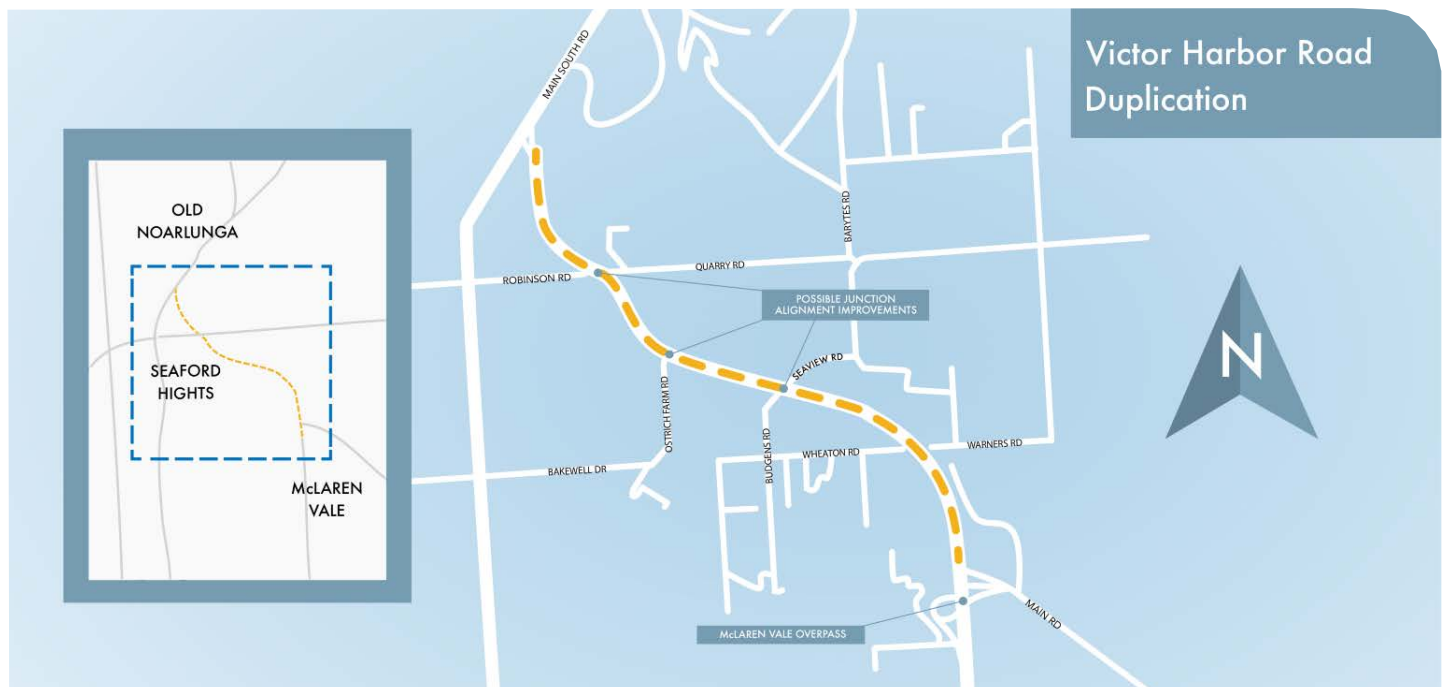 Victor Harbor Road
Duplication
MAIN SOUTH RD
OLD
NOARLUNGA
SEAFORD
HIGHTS
McLAREN
VALE
BARYTES RD
ROBINSON RD
QUARRY RD
POSSIBLE JUNCTION
ALIGNMENT IMPROVEMENTS
N
SEAVIEW RD
OSTRICH FARM RD
BUDGENS RD
WHEATON RD
WARNERS RD
BAKEWELL DR
MAIN RD
McLAREN VALE OVERPASS